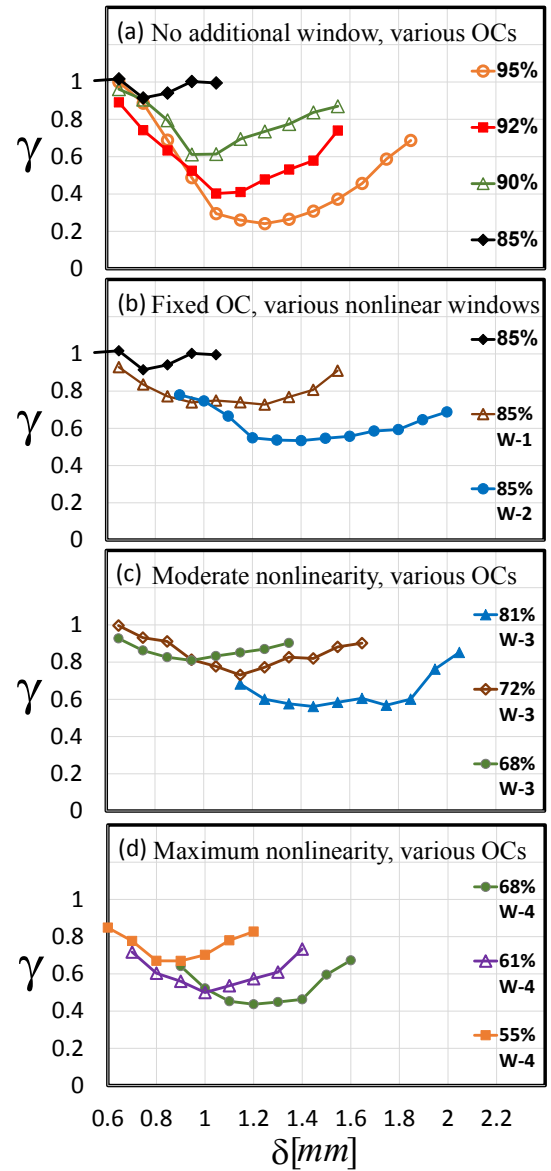 (a) No additional window, various OCs
1
0.8
0.6
0.4
0.2
0
γ
95%
92%
90%
85%
(b) Fixed OC, various nonlinear windows
1
0.8
0.6
0.4
0.2
0
γ
85%
85%
W-1
85%
W-2
(c) Moderate nonlinearity, various OCs
1
0.8
0.6
0.4
0.2
0
γ
81%
W-3
72%
W-3
68%
W-3
(d) Maximum nonlinearity, various OCs
1
0.8
0.6
0.4
0.2
0
γ
68%
W-4
61%
W-4
55%
W-4
0.6 0.8 1 1.2 1.4 1.6 1.8 2 2.2
δ[mm]